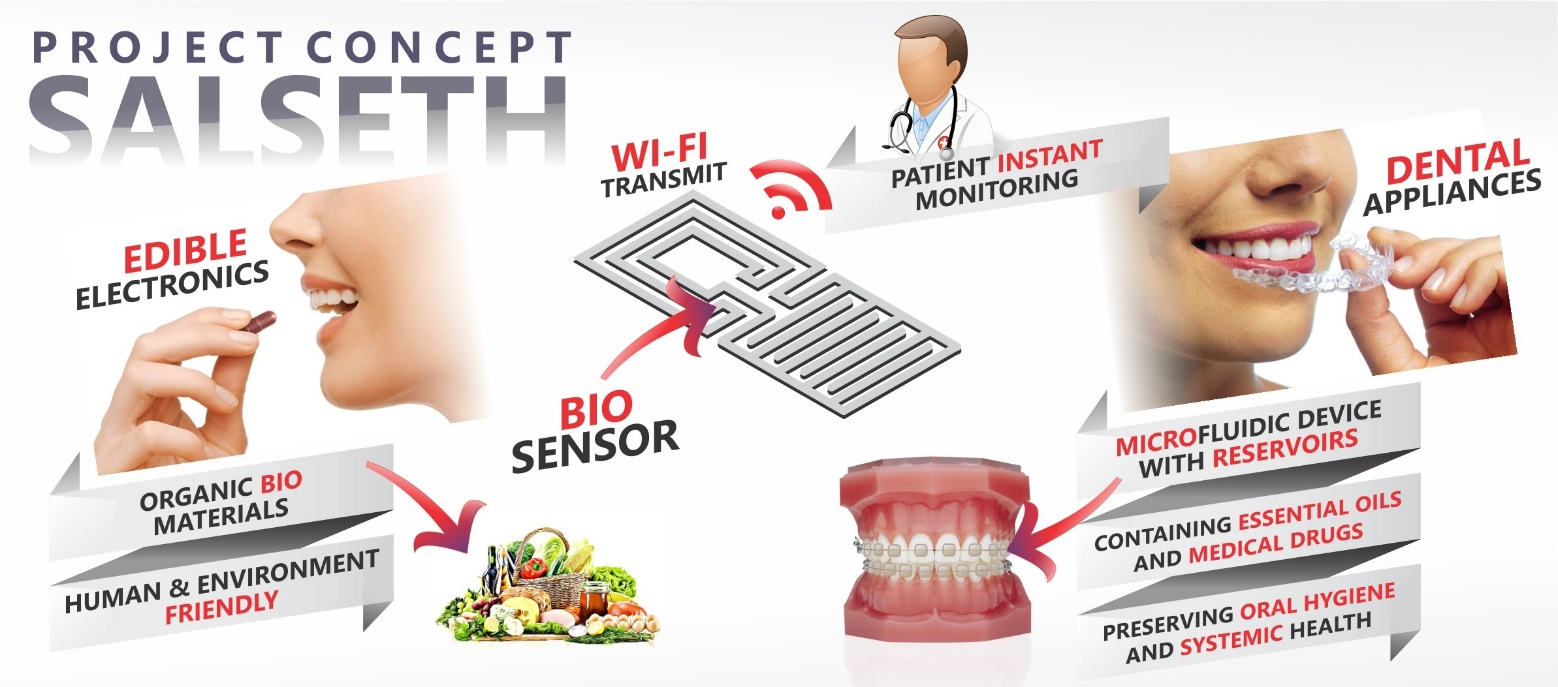 PROJECT CONCEPT
SALSETH
EDIBLE
ELECTRONICS
ORGANIC BIO
MATERIALS
HUMAN & ENVIRONMENT
FRIENDLY
WI-FI
TRANSMIT
BIO
SENSOR
PATIENT INSTANT
MONITORING
DENTAL
APPLIANCES
MICROFLUIDIC DEVICE
WITH RESERVOIRS
CONTAINING ESSENTIAL OILS
AND MEDICAL DRUGS
PRESERVING ORAL HYGIENE
AND SYSTEMIC HEALTH